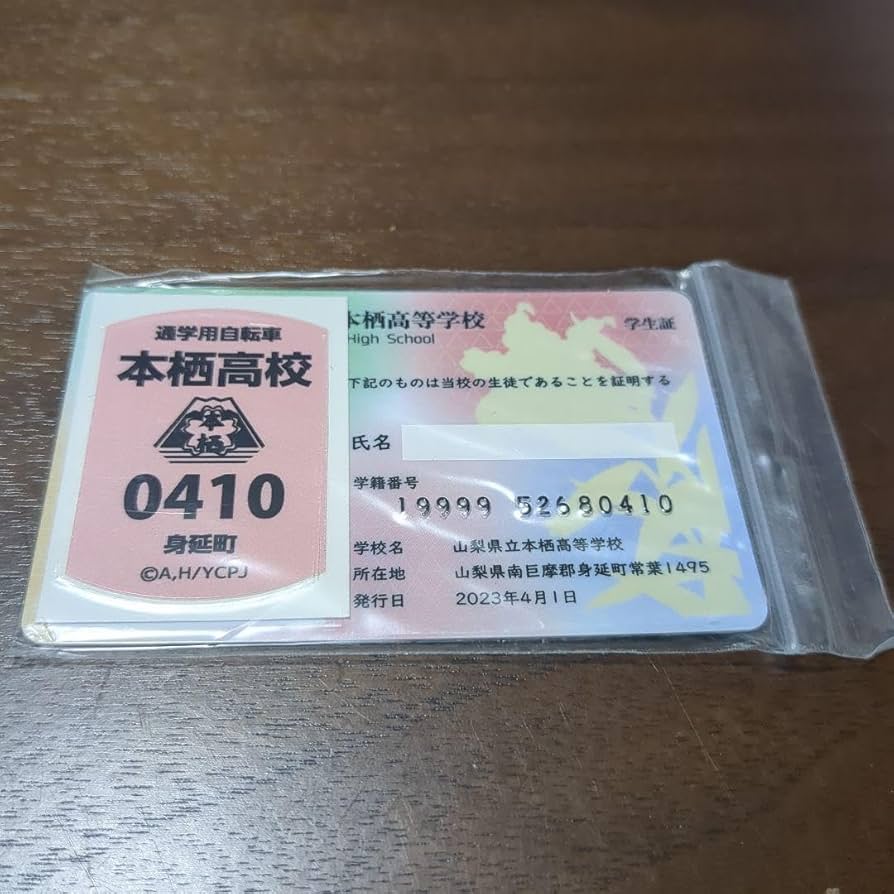 通学用自転車
本栖高校
本栖
0410
身延町
©A,H/YCPJ
本栖高等学校
High School
学生証
下記のものは当校の生徒であることを証明する
氏名
学籍番号
19999 52680410
学校名 山梨県立本栖高等学校
所在地 山梨県南巨摩郡身延町常葉1495
発行日 2023年4月1日